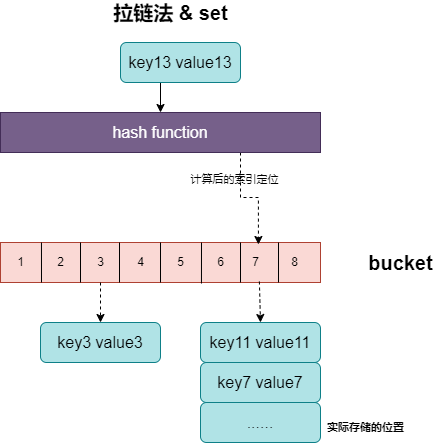 拉链法 & set
key13 value13
hash function
计算后的索引定位
1 2 3 4 5 6 7 8
bucket
key3 value3
key11 value11
key7 value7
……
实际存储的位置